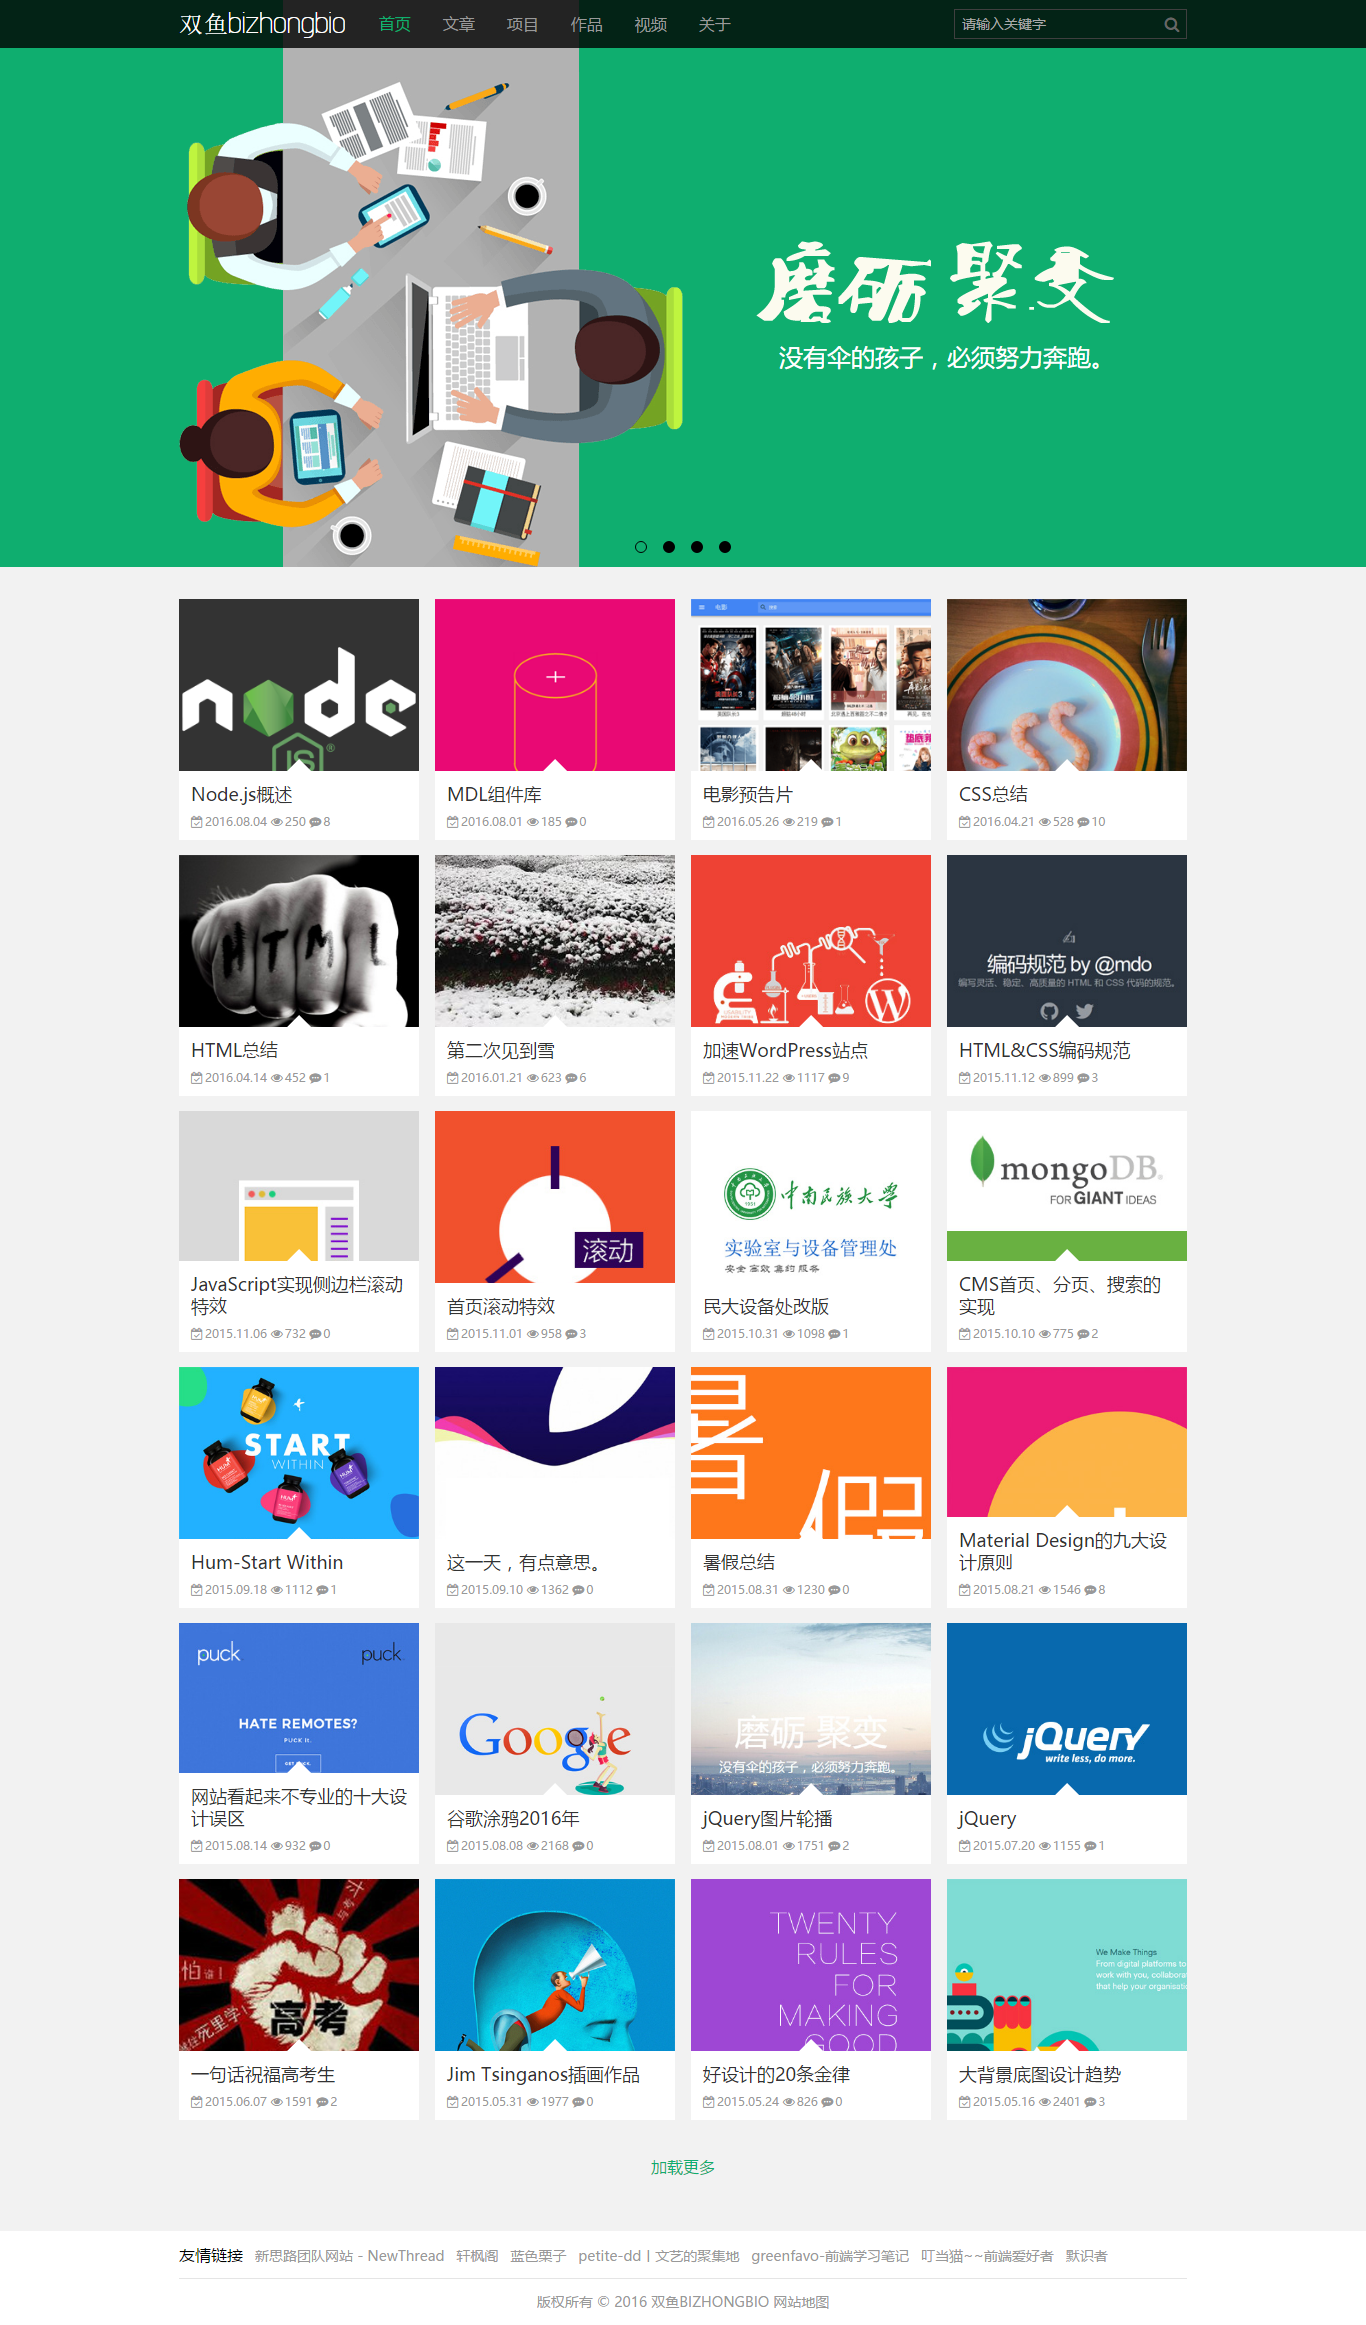 双鱼bizhongbio 首页 文章 项目 作品 视频 关于 请输入关键字
磨砺 聚变
没有伞的孩子，必须努力奔跑。
node
JS
电影
Node.js概述
2016.08.04 250 8
MDL组件库
2016.08.01 185 0
电影预告片
2016.05.26 219 1
CSS
CSS总结
2016.04.21 528 10
HTML
HTML总结
2016.04.14 452 1
第二次见到雪
2016.01.21 623 6
加速WordPress站点
2015.11.22 1117 9
编码规范 by @mdo
编写灵活、稳定、高质量的 HTML 和 CSS 代码的规范。
HTML&CSS编码规范
2015.11.12 899 3
JavaScript实现侧边栏滚动
特效
2015.11.06 732 0
滚动
首页滚动特效
2015.11.01 958 3
中南民族大学
实验室与设备管理处
安全 高效 集约 服务
民大设备处改版
2015.10.31 1098 1
mongoDB
FOR GIANT IDEAS
CMS首页、分页、搜索的
实现
2015.10.10 775 2
START
WITHIN
Hum-Start Within
2015.09.18 1112 1
这一天，有点意思。
2015.09.10 1362 0
暑假
暑假总结
2015.08.31 1230 0
Material Design的九大设
计原则
2015.08.21 1546 8
puck puck
HATE REMOTES?
PUCK IT.
网站看起来不专业的十大设
计误区
2015.08.14 932 0
Google
谷歌涂鸦2016年
2015.08.08 2168 0
磨砺 聚变
没有伞的孩子，必须努力奔跑。
jQuery图片轮播
2015.08.01 1751 2
jQuery
write less, do more.
jQuery
2015.07.20 1155 1
高考
一句话祝福高考生
2015.06.07 1591 2
Jim Tsinganos插画作品
2015.05.31 1977 0
TWENTY
RULES
FOR
MAKING
GOOD
好设计的20条金律
2015.05.24 826 0
We Make Things
From digital platforms to
work with you, collabora
that help your organisati
大背景底图设计趋势
2015.05.16 2401 3
加载更多
友情链接 新思路团队网站 - NewThread 轩枫阁 蓝色栗子 petite-dd丨文艺的聚集地 greenfavo-前端学习笔记 叮当猫~~前端爱好者 默识者
版权所有 © 2016 双鱼BIZHONGBIO 网站地图